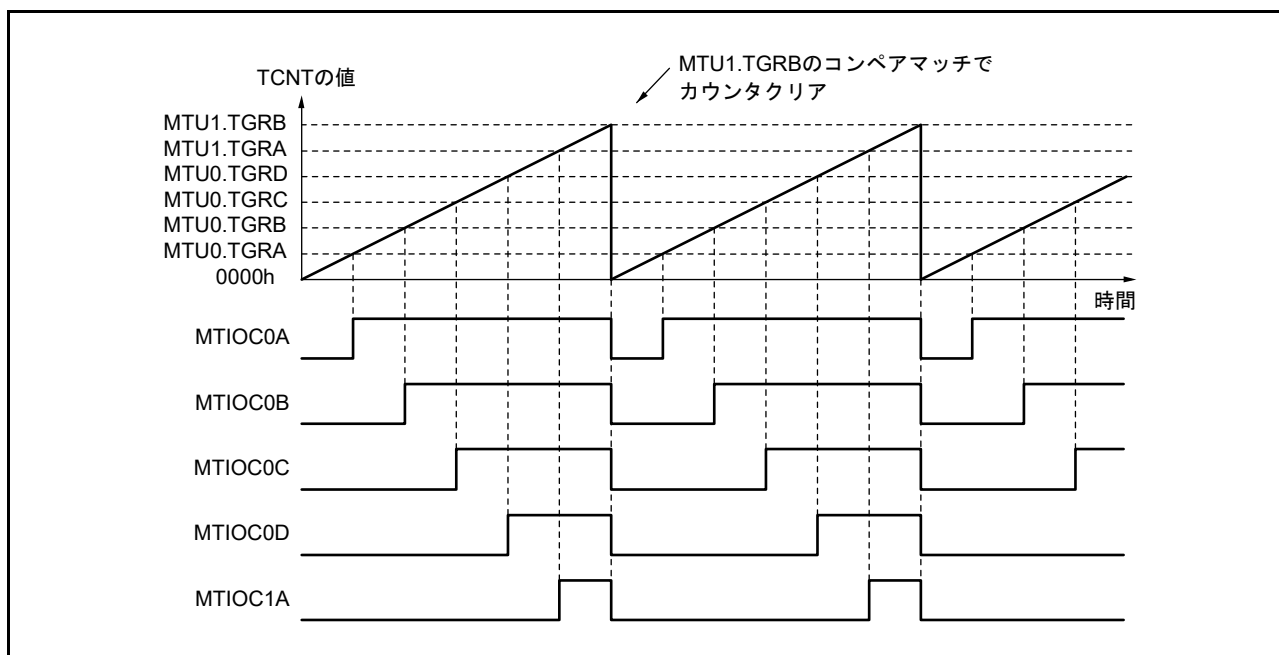 MTU1.TGRBのコンペアマッチで
カウンタクリア
TCNTの値
MTU1.TGRB
MTU1.TGRA
MTU0.TGRD
MTU0.TGRC
MTU0.TGRB
MTU0.TGRA
0000h
時間
MTIOC0A
MTIOC0B
MTIOC0C
MTIOC0D
MTIOC1A